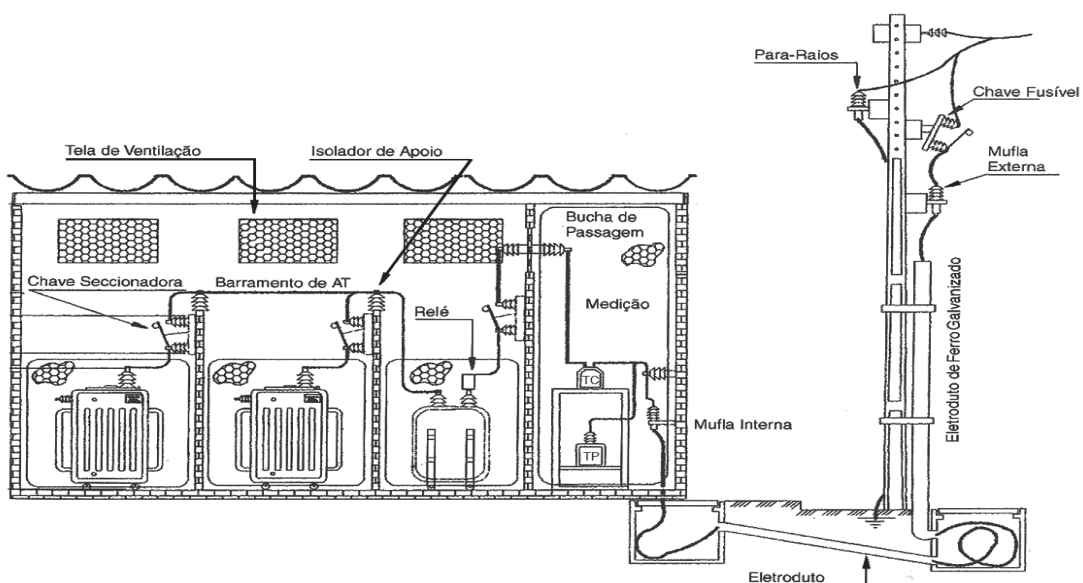 Para-Raios
Chave Fusível
Mufla
Externa
Tela de Ventilação
Isolador de Apoio
Bucha de
Passagem
Chave Seccionadora
Barramento de AT
Relé
Medição
TC
TP
Mufla Interna
Eletroduto de Ferro Galvanizado
Eletroduto